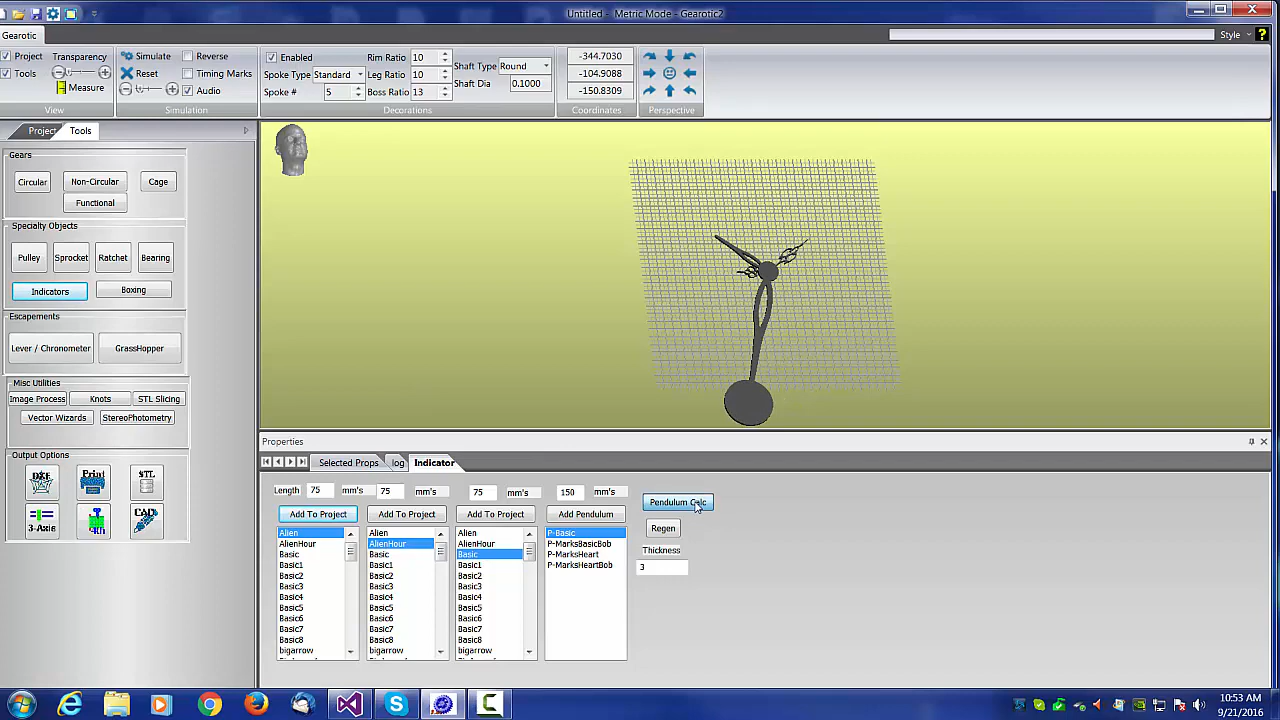 Untitled - Metric Mode - Gearotic2
Gearotic
Style
Project
Transparency
Tools
Measure
View
Simulate
Reverse
Reset
Timing Marks
Audio
Simulation
Enabled
Rim Ratio 10
Shaft Type Round
Spoke Type Standard
Leg Ratio 10
Shaft Dia 0.1000
Spoke # 5
Boss Ratio 13
Decorations
-344.7030
-104.9088
-150.8309
Coordinates
Perspective
Project
Tools
Gears
Circular
Non-Circular
Cage
Functional
Specialty Objects
Pulley
Sprocket
Ratchet
Bearing
Indicators
Boxing
Escapements
Lever / Chronometer
GrassHopper
Misc Utilities
Image Process
Knots
STL Slicing
Vector Wizards
StereoPhotometry
Output Options
DXF
Print
STL
3-Axis
4th
CAD
Properties
Selected Props
log
Indicator
Length 75 mm's 75 mm's 75 mm's 150 mm's
Add To Project
Add To Project
Add To Project
Add Pendulum
Pendulum Calc
Regen
Thickness
3
Alien
AlienHour
Basic
Basic1
Basic2
Basic3
Basic4
Basic5
Basic6
Basic7
Basic8
bigarrow
Alien
AlienHour
Basic
Basic1
Basic2
Basic3
Basic4
Basic5
Basic6
Basic7
Basic8
bigarrow
Alien
AlienHour
Basic
Basic1
Basic2
Basic3
Basic4
Basic5
Basic6
Basic7
Basic8
bigarrow
P-Basic
P-MarksBasicBob
P-MarksHeart
P-MarksHeartBob
10:53 AM
9/21/2016